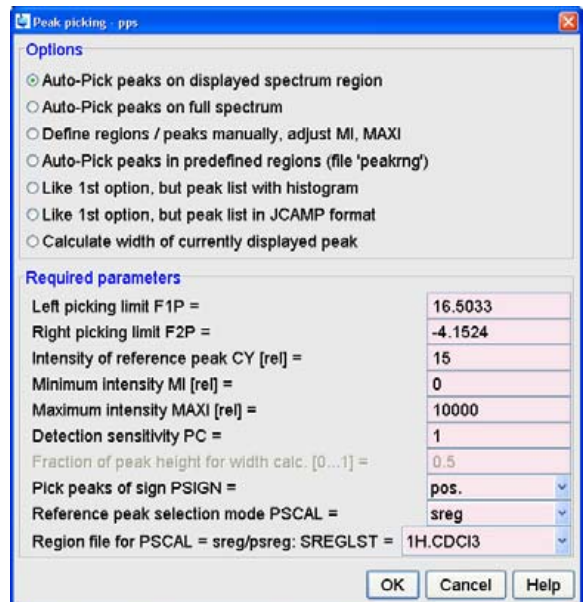 Peak picking - pps
Options
Auto-Pick peaks on displayed spectrum region
Auto-Pick peaks on full spectrum
Define regions / peaks manually, adjust MI, MAXI
Auto-Pick peaks in predefined regions (file 'peakrng')
Like 1st option, but peak list with histogram
Like 1st option, but peak list in JCAMP format
Calculate width of currently displayed peak
Required parameters
Left picking limit F1P = 16.5033
Right picking limit F2P = -4.1524
Intensity of reference peak CY [rel] = 15
Minimum intensity MI [rel] = 0
Maximum intensity MAXI [rel] = 10000
Detection sensitivity PC = 1
Fraction of peak height for width calc. [0...1] = 0.5
Pick peaks of sign PSIGN = pos.
Reference peak selection mode PSCAL = sreg
Region file for PSCAL = sreg/psreg: SREGLST = 1H.CDCl3
OK Cancel Help